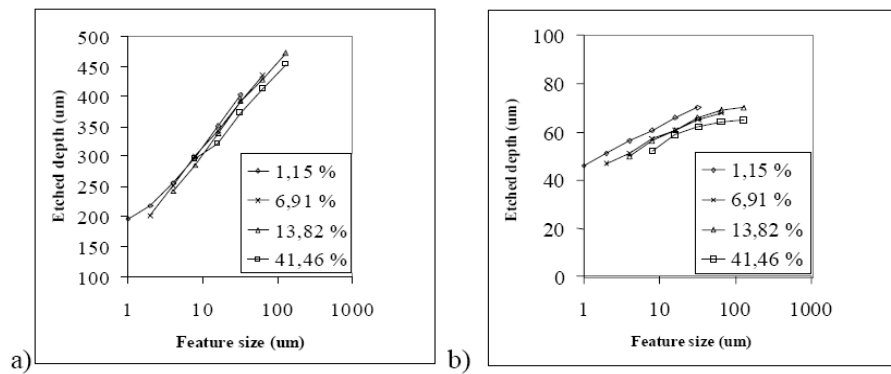 500
450
400
350
300
250
200
150
100
Etched depth (um)
1,15 %
6,91 %
13,82 %
41,46 %
1 10 100 1000
Feature size (um)
a)
100
80
60
40
20
0
Etched depth (um)
1,15 %
6,91 %
13,82 %
41,46 %
1 10 100 1000
Feature size (um)
b)